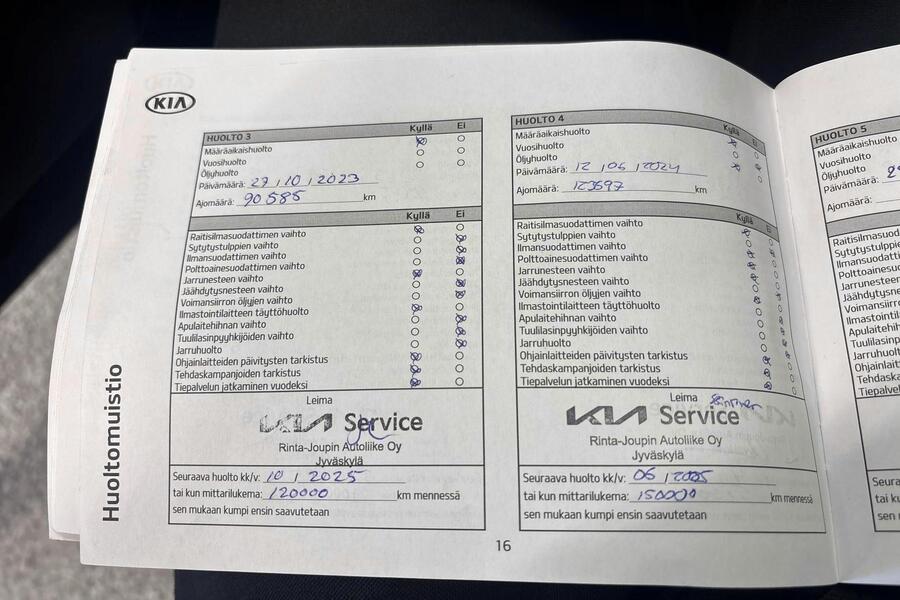 KIA
HUOLTO 3 Kyllä Ei
Määräaikaishuolto
Vuosihuolto
Öljyhuolto
Päivämäärä: 27 / 10 / 2023
Ajomäärä: 90 585 km
Kyllä Ei
Raitisilmasuodattimen vaihto
Sytytystulppien vaihto
Ilmansuodattimen vaihto
Polttoainesuodattimen vaihto
Jarrunesteen vaihto
Jäähdytysnesteen vaihto
Voimansiirron öljyjen vaihto
Ilmastointilaitteen täyttöhuolto
Apulaitehihnan vaihto
Tuulilasinpyyhkijöiden vaihto
Jarruhuolto
Ohjainlaitteiden päivitysten tarkistus
Tehdaskampanjoiden tarkistus
Tiepalvelun jatkaminen vuodeksi
Leima
KIA Service
Rinta-Joupin Autoliike Oy
Jyväskylä
Seuraava huolto kk/v: 10 / 2025
tai kun mittarilukema: 120000 km mennessä
sen mukaan kumpi ensin saavutetaan
HUOLTO 4 Kyllä Ei
Määräaikaishuolto
Vuosihuolto
Öljyhuolto
Päivämäärä: 12 / 06 / 2024
Ajomäärä: 123697 km
Kyllä Ei
Raitisilmasuodattimen vaihto
Sytytystulppien vaihto
Ilmansuodattimen vaihto
Polttoainesuodattimen vaihto
Jarrunesteen vaihto
Jäähdytysnesteen vaihto
Voimansiirron öljyjen vaihto
Ilmastointilaitteen täyttöhuolto
Apulaitehihnan vaihto
Tuulilasinpyyhkijöiden vaihto
Jarruhuolto
Ohjainlaitteiden päivitysten tarkistus
Tehdaskampanjoiden tarkistus
Tiepalvelun jatkaminen vuodeksi
Leima
KIA Service
Rinta-Joupin Autoliike Oy
Jyväskylä
Seuraava huolto kk/v: 06 / 2025
tai kun mittarilukema: 150000 km mennessä
sen mukaan kumpi ensin saavutetaan
HUOLTO 5
Määräaikaishuolto
Vuosihuolto
Öljyhuolto
Päivämäärä:
Ajomäärä:
Huoltomuistio
16